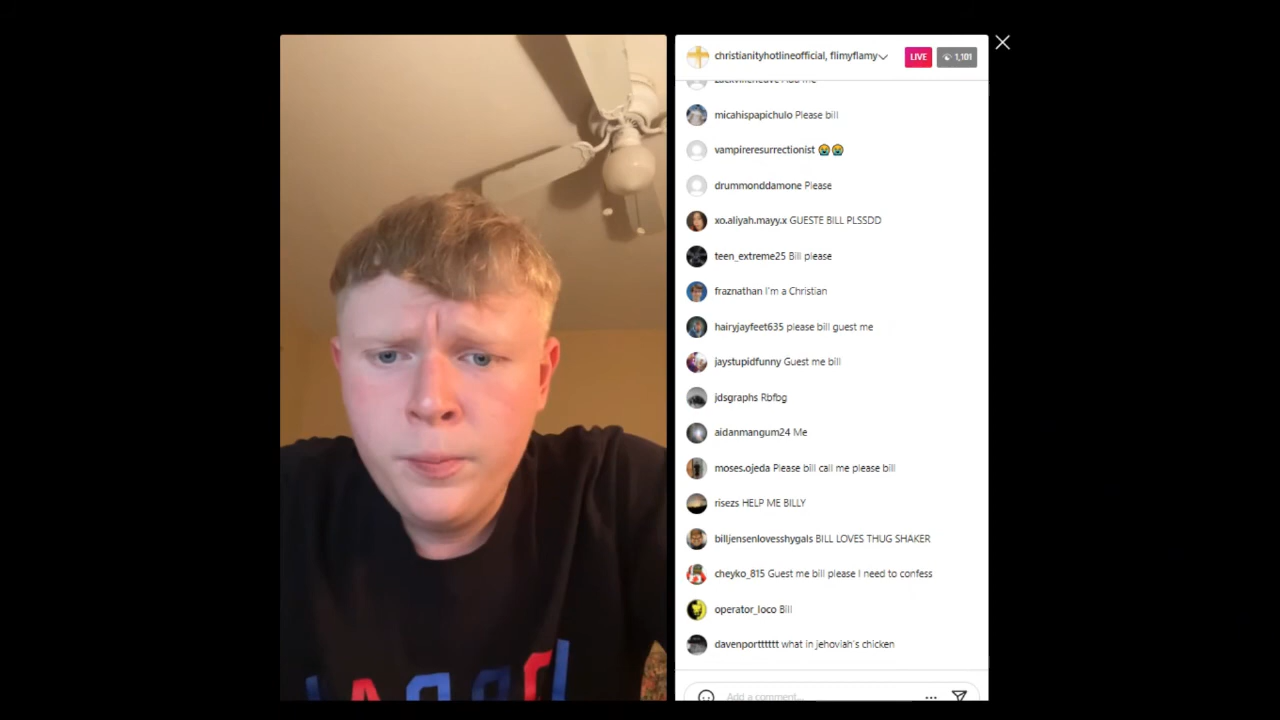 christianityhotlineofficial, flimyflamy
LIVE
1,101
micahispapichulo Please bill
vampireresurrectionist 😭😭
drummonddamone Please
xo.aliyah.mayy.x GUESTE BILL PLSSDD
teen_extreme25 Bill please
fraznathan I'm a Christian
hairyjayfeet635 please bill guest me
jaystupidfunny Guest me bill
jdsgraphs Rbfbg
aidanmangum24 Me
moses.ojeda Please bill call me please bill
risezs HELP ME BILLY
billjensenlovesshygals BILL LOVES THUG SHAKER
cheyko_815 Guest me bill please I need to confess
operator_loco Bill
davenportttttt what in jehoviah's chicken
Add a comment...